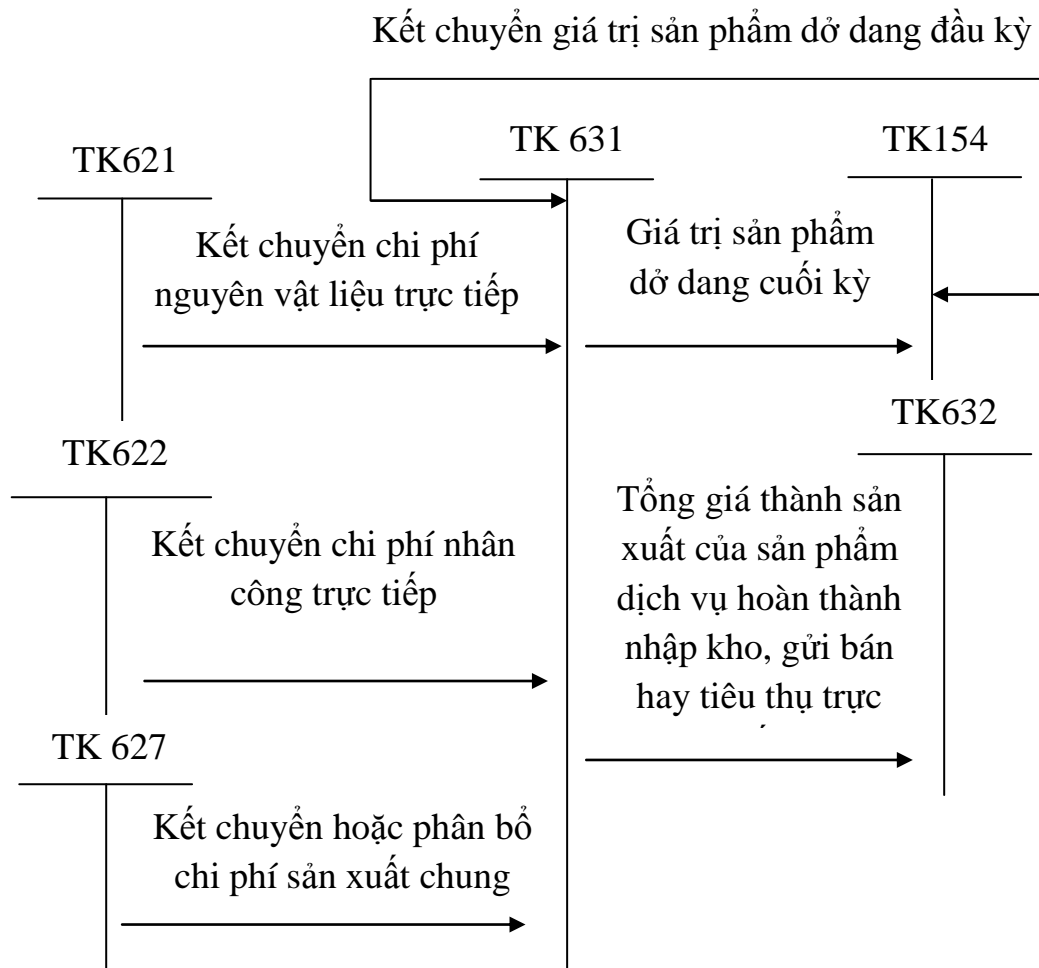 Kết chuyển giá trị sản phẩm dở dang đầu kỳ
TK621
TK 631
TK154
Kết chuyển chi phí
nguyên vật liệu trực tiếp
Giá trị sản phẩm
dở dang cuối kỳ
TK622
TK632
Kết chuyển chi phí nhân
công trực tiếp
Tổng giá thành sản
xuất của sản phẩm
dịch vụ hoàn thành
nhập kho, gửi bán
hay tiêu thụ trực
TK 627
Kết chuyển hoặc phân bổ
chi phí sản xuất chung